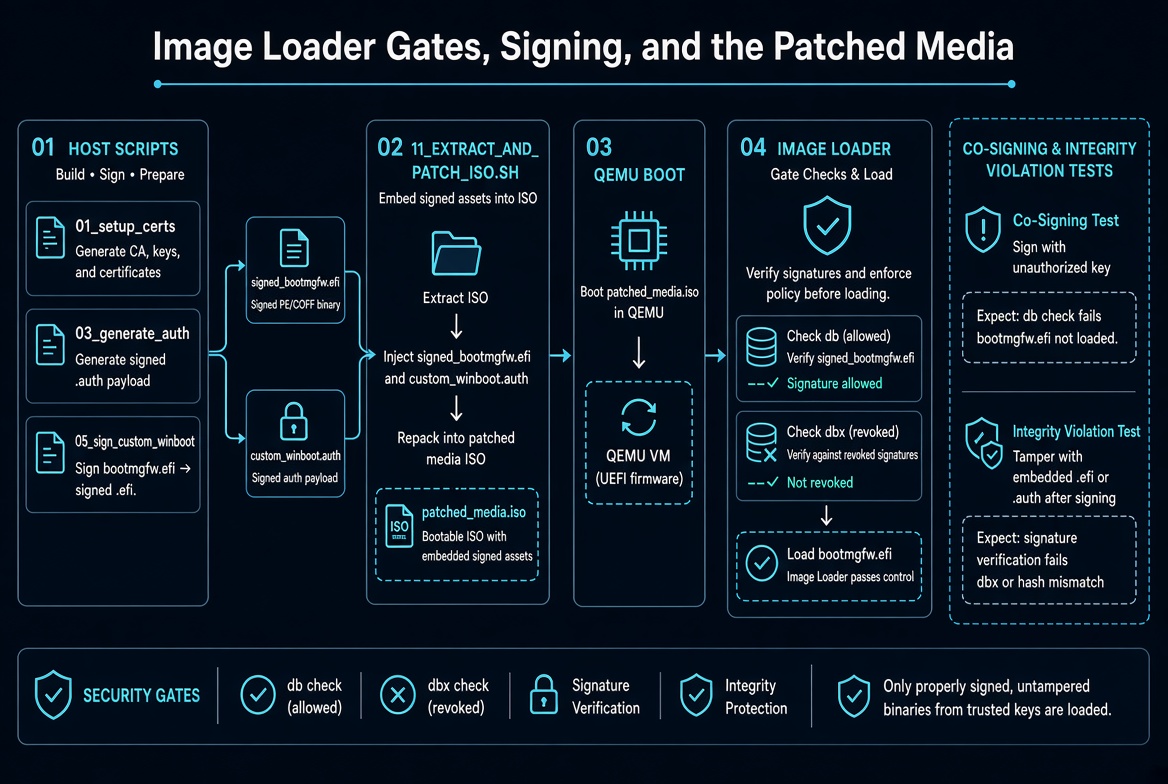 Image Loader Gates, Signing, and the Patched Media
01 HOST SCRIPTS
Build • Sign • Prepare
01_setup_certs
Generate CA, keys,
and certificates
03_generate_auth
Generate signed
.auth payload
05_sign_custom_winboot
Sign bootmgfw.efi →
signed .efi.
signed_bootmgfw.efi
Signed PE/COFF binary
custom_winboot.auth
Signed auth payload
02 11_EXTRACT_AND_
PATCH_ISO.SH
Embed signed assets into ISO
Extract ISO
Inject signed_bootmgfw.efi
and custom_winboot.auth
Repack into patched
media ISO
ISO
patched_media.iso
Bootable ISO with
embedded signed assets
03
QEMU BOOT
Boot patched_media.iso
in QEMU
QEMU VM
(UEFI firmware)
04 IMAGE LOADER
Gate Checks & Load
Verify signatures and enforce
policy before loading.
Check db (allowed)
Verify signed_bootmgfw.efi
Signature allowed
Check dbx (revoked)
Verify against revoked signatures
Not revoked
Load bootmgfw.efi
Image Loader passes control
CO-SIGNING & INTEGRITY
VIOLATION TESTS
Co-Signing Test
Sign with
unauthorized key
Expect: db check fails
bootmgfw.efi not loaded.
Integrity Violation Test
Tamper with
embedded .efi or
.auth after signing
Expect: signature
verification fails
dbx or hash mismatch
SECURITY GATES
db check
(allowed)
dbx check
(revoked)
Signature
Verification
Integrity
Protection
Only properly signed, untampered
binaries from trusted keys are loaded.